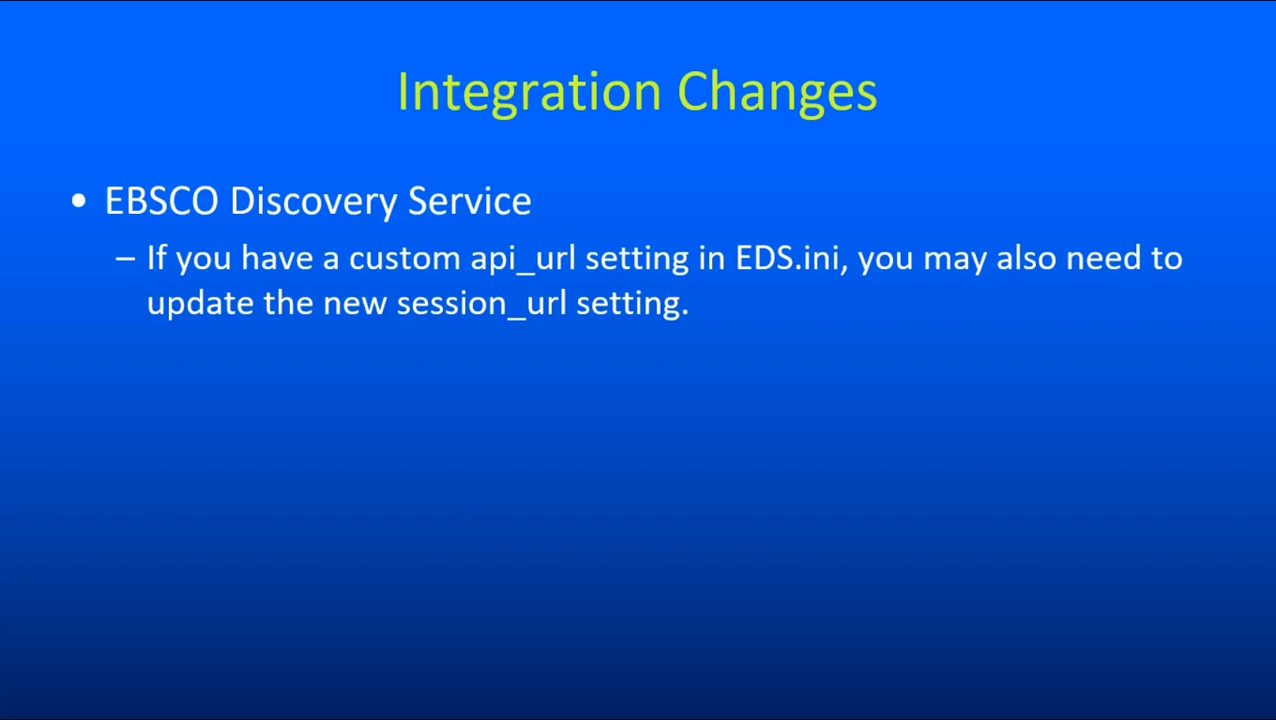 Integration Changes
• EBSCO Discovery Service
– If you have a custom api_url setting in EDS.ini, you may also need to
update the new session_url setting.